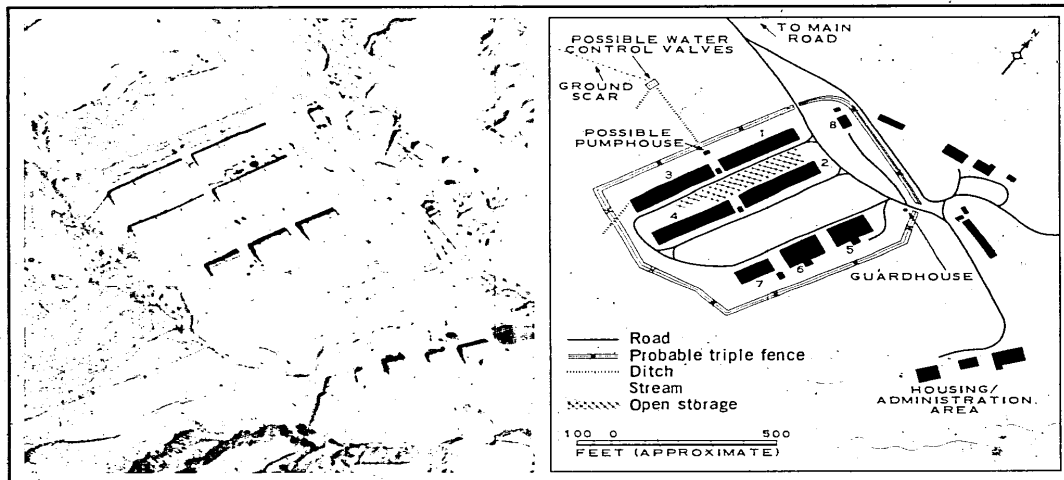 TO MAIN
ROAD
N
POSSIBLE WATER
CONTROL VALVES
GROUND
SCAR
POSSIBLE
PUMPHOUSE
1
8
2
3
4
5
6
7
GUARDHOUSE
Road
Probable triple fence
Ditch
Stream
Open storage
HOUSING/
ADMINISTRATION
AREA
100 0 500
FEET (APPROXIMATE)